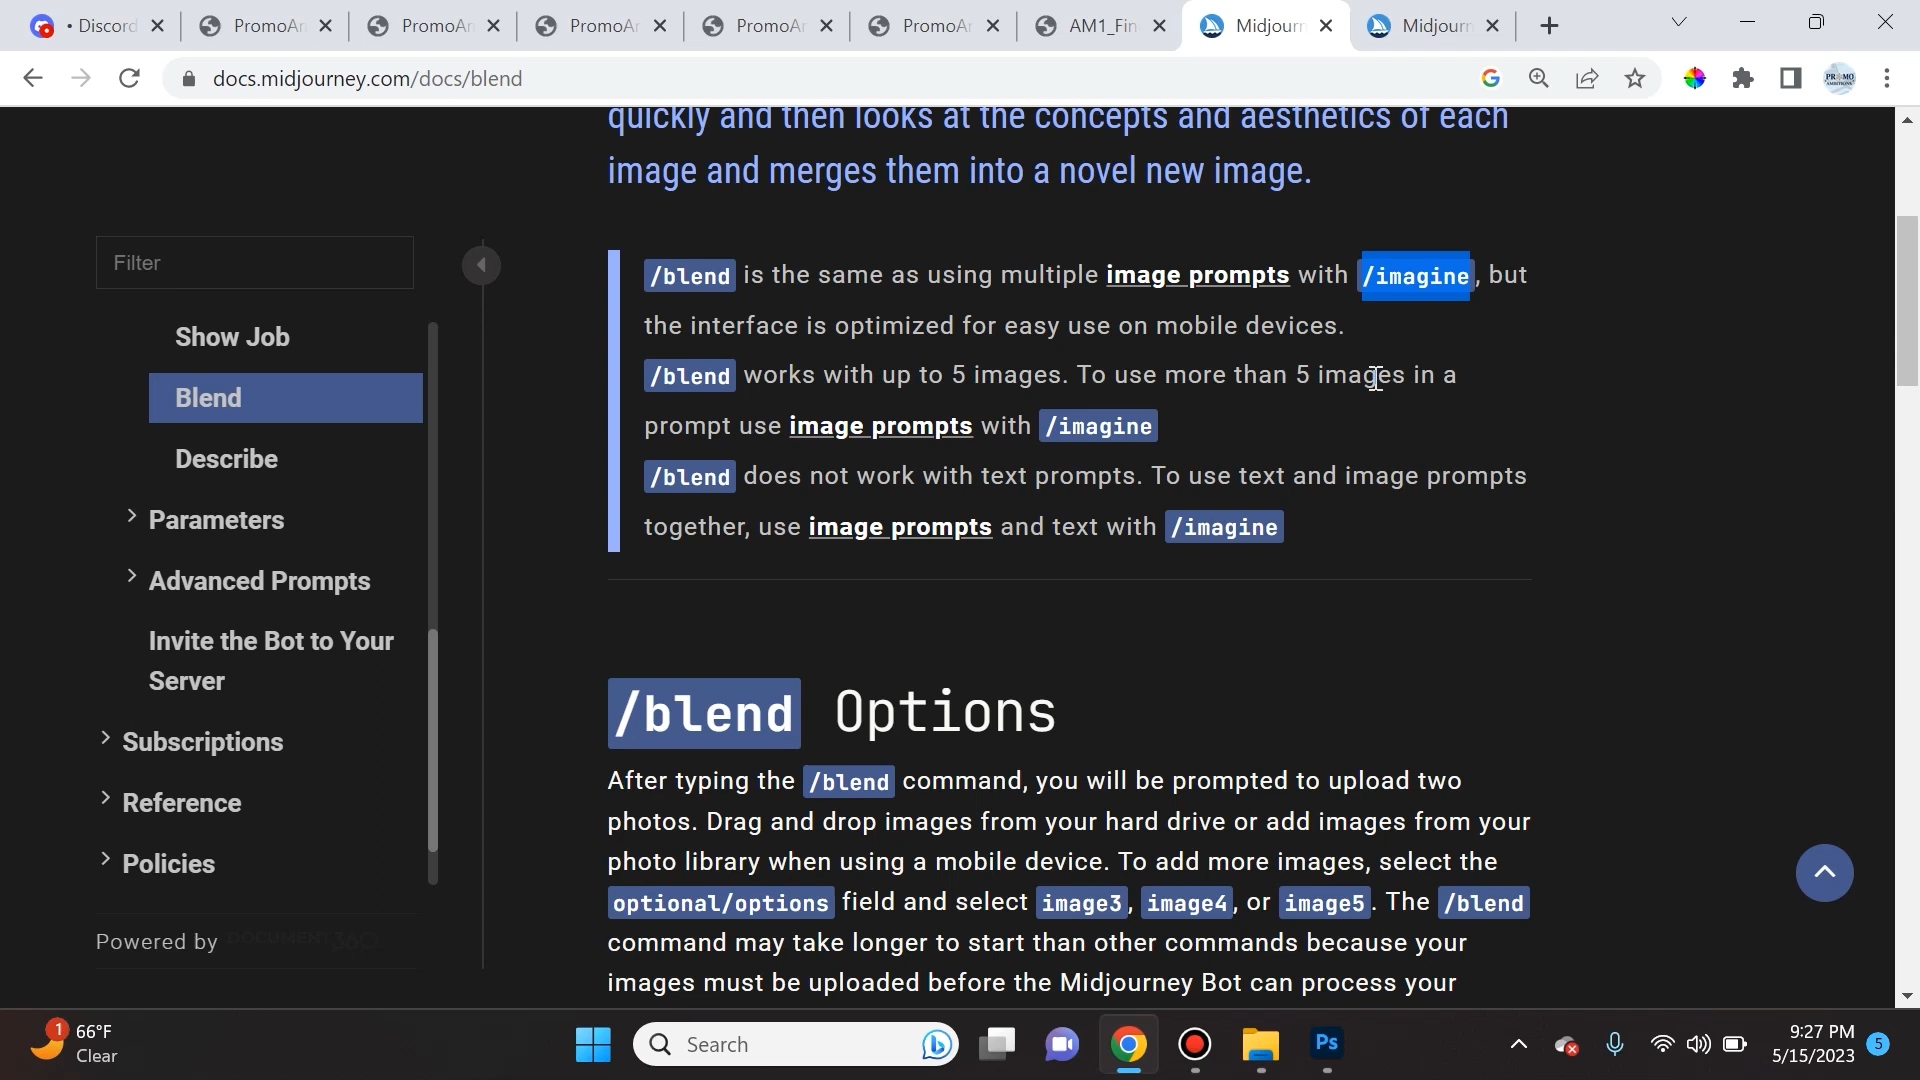 • Discord
PromoAr
PromoAr
PromoAr
PromoAr
PromoAr
AM1_Fin
Midjourn
Midjourn
docs.midjourney.com/docs/blend
quickly and then looks at the concepts and aesthetics of each
image and merges them into a novel new image.
Filter
Show Job
Blend
Describe
Parameters
Advanced Prompts
Invite the Bot to Your
Server
Subscriptions
Reference
Policies
Powered by DOCUMENT360
/blend is the same as using multiple image prompts with /imagine, but
the interface is optimized for easy use on mobile devices.
/blend works with up to 5 images. To use more than 5 images in a
prompt use image prompts with /imagine
/blend does not work with text prompts. To use text and image prompts
together, use image prompts and text with /imagine
/blend Options
After typing the /blend command, you will be prompted to upload two
photos. Drag and drop images from your hard drive or add images from your
photo library when using a mobile device. To add more images, select the
optional/options field and select image3, image4, or image5. The /blend
command may take longer to start than other commands because your
images must be uploaded before the Midjourney Bot can process your
1
66°F
Clear
Search
Ps
9:27 PM
5/15/2023
5